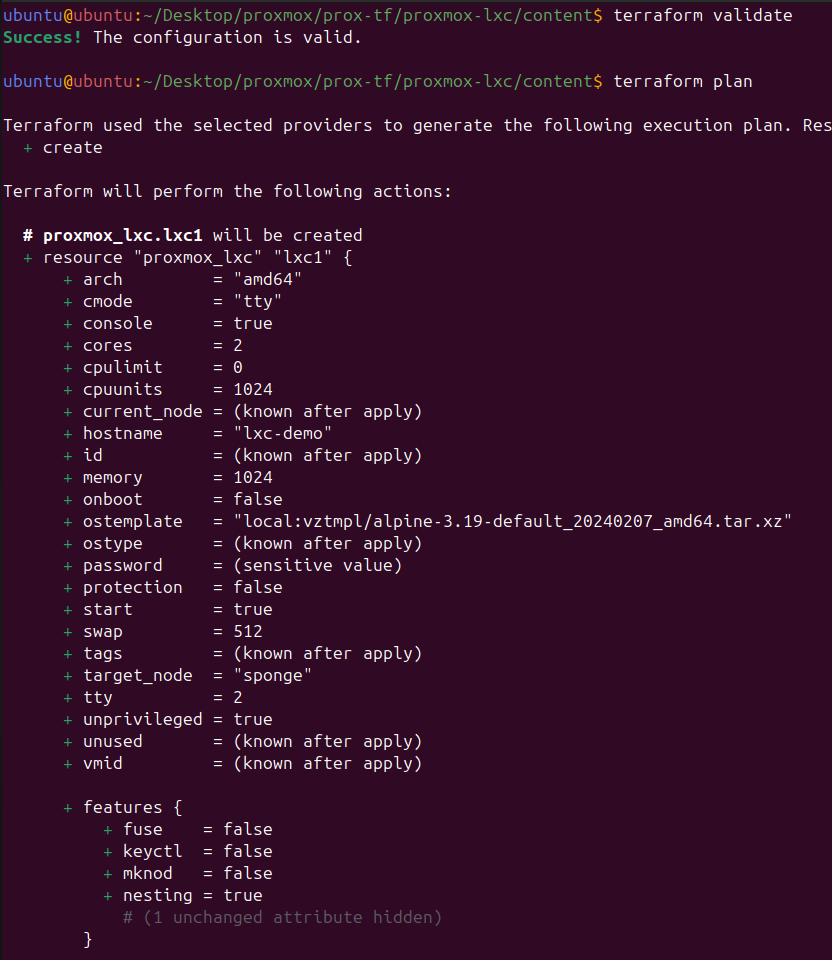 ubuntu@ubuntu:~/Desktop/proxmox/prox-tf/proxmox-lxc/content$ terraform validate
Success! The configuration is valid.
ubuntu@ubuntu:~/Desktop/proxmox/prox-tf/proxmox-lxc/content$ terraform plan
Terraform used the selected providers to generate the following execution plan. Res
  + create
Terraform will perform the following actions:
  # proxmox_lxc.lxc1 will be created
  + resource "proxmox_lxc" "lxc1" {
      + arch         = "amd64"
      + cmode        = "tty"
      + console      = true
      + cores        = 2
      + cpulimit     = 0
      + cpuunits     = 1024
      + current_node = (known after apply)
      + hostname     = "lxc-demo"
      + id           = (known after apply)
      + memory       = 1024
      + onboot       = false
      + ostemplate   = "local:vztmpl/alpine-3.19-default_20240207_amd64.tar.xz"
      + ostype       = (known after apply)
      + password     = (sensitive value)
      + protection   = false
      + start        = true
      + swap         = 512
      + tags         = (known after apply)
      + target_node  = "sponge"
      + tty          = 2
      + unprivileged = true
      + unused       = (known after apply)
      + vmid         = (known after apply)
      + features {
          + fuse    = false
          + keyctl  = false
          + mknod   = false
          + nesting = true
            # (1 unchanged attribute hidden)
        }